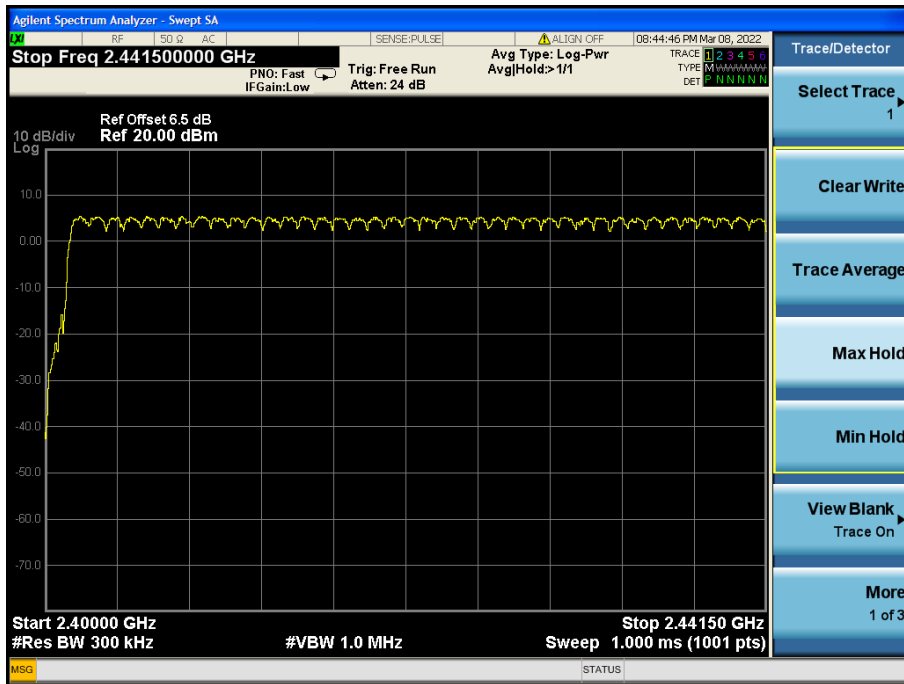 Agilent Spectrum Analyzer - Swept SA
LXI RF 50 Ω AC SENSE:PULSE ALIGN OFF 08:44:46 PM Mar 08, 2022
Stop Freq 2.441500000 GHz
PNO: Fast
IFGain:Low
Trig: Free Run
Atten: 24 dB
Avg Type: Log-Pwr
Avg|Hold:>1/1
TRACE 1 2 3 4 5 6
TYPE M WWWWW
DET P N N N N N
Ref Offset 6.5 dB
10 dB/div Ref 20.00 dBm
Log
10.0
0.00
-10.0
-20.0
-30.0
-40.0
-50.0
-60.0
-70.0
Start 2.40000 GHz Stop 2.44150 GHz
#Res BW 300 kHz #VBW 1.0 MHz Sweep 1.000 ms (1001 pts)
MSG STATUS
Trace/Detector
Select Trace
1
Clear Write
Trace Average
Max Hold
Min Hold
View Blank
Trace On
More
1 of 3